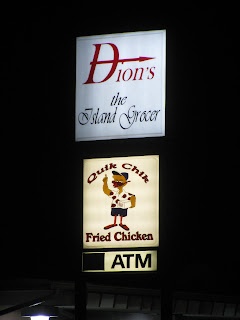 Dion's
the
Island Grocer
Quik Chik
Fried Chicken
ATM